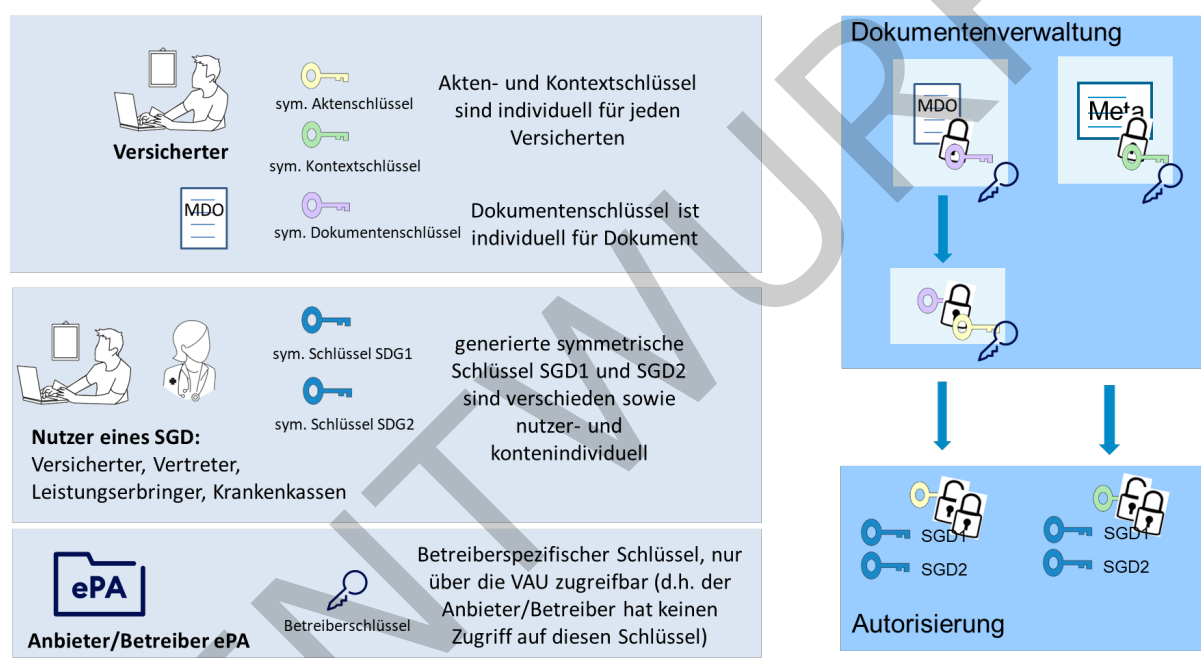 sym. Aktenschlüssel
sym. Kontextschlüssel
Versicherter
Akten- und Kontextschlüssel
sind individuell für jeden
Versicherten
MDO
sym. Dokumentenschlüssel
Dokumentenschlüssel ist
individuell für Dokument
sym. Schlüssel SDG1
sym. Schlüssel SDG2
generierte symmetrische
Schlüssel SGD1 und SGD2
sind verschieden sowie
nutzer- und
kontenindividuell
Nutzer eines SGD:
Versicherter, Vertreter,
Leistungserbringer, Krankenkassen
ePA
Anbieter/Betreiber ePA
Betreiberschlüssel
Betreiberspezifischer Schlüssel, nur
über die VAU zugreifbar (d.h. der
Anbieter/Betreiber hat keinen
Zugriff auf diesen Schlüssel)
Dokumentenverwaltung
MDO
Meta
SGD1
SGD2
SGD1
SGD2
Autorisierung
ENTWURF